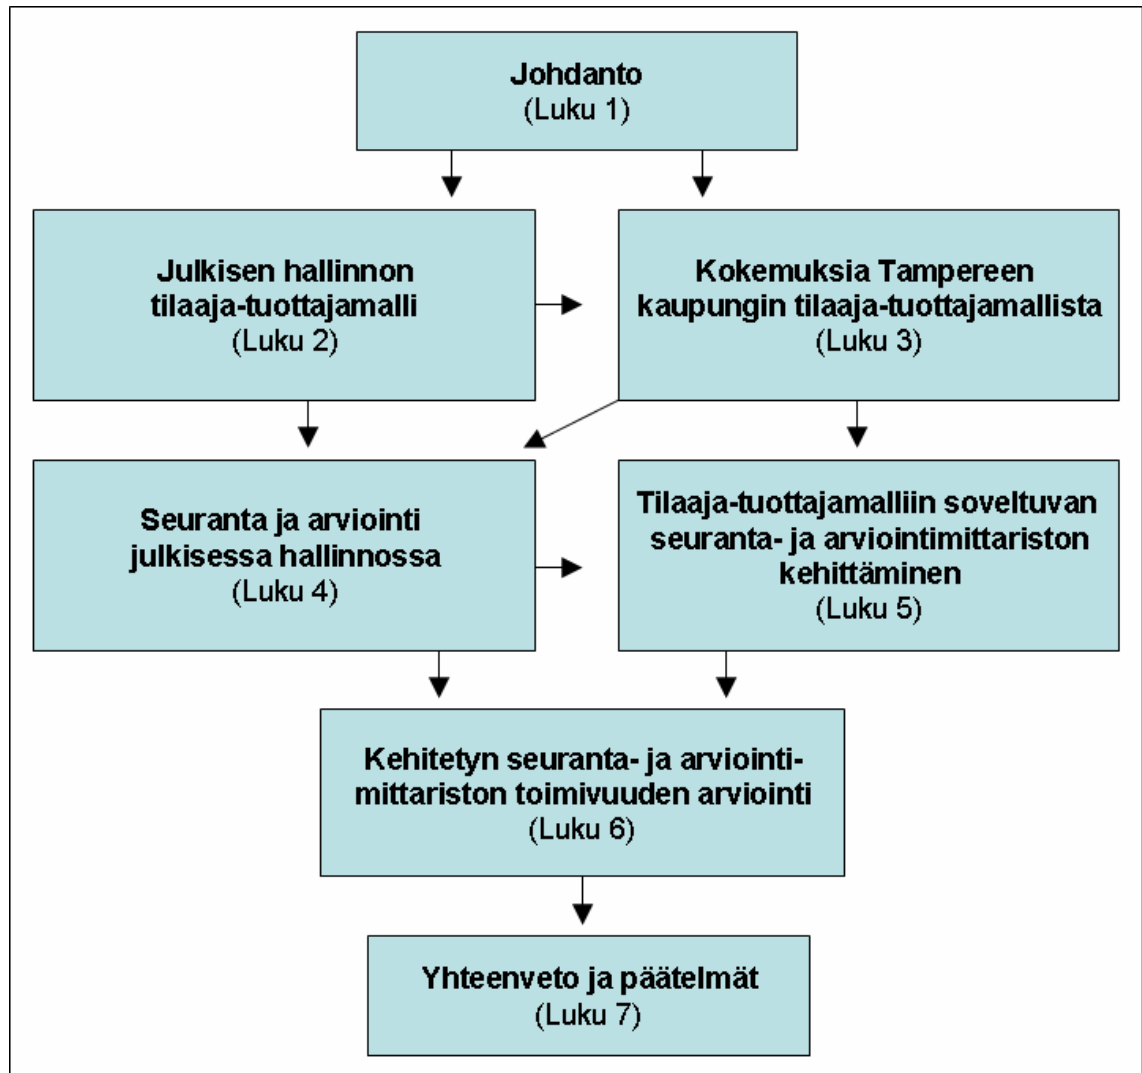 Johdanto
(Luku 1)
Julkisen hallinnon
tilaaja-tuottajamalli
(Luku 2)
Kokemuksia Tampereen
kaupungin tilaaja-tuottajamallista
(Luku 3)
Seuranta ja arviointi
julkisessa hallinnossa
(Luku 4)
Tilaaja-tuottajamalliin soveltuvan
seuranta- ja arviointimittariston
kehittäminen
(Luku 5)
Kehitetyn seuranta- ja arviointi-
mittariston toimivuuden arviointi
(Luku 6)
Yhteenveto ja päätelmät
(Luku 7)